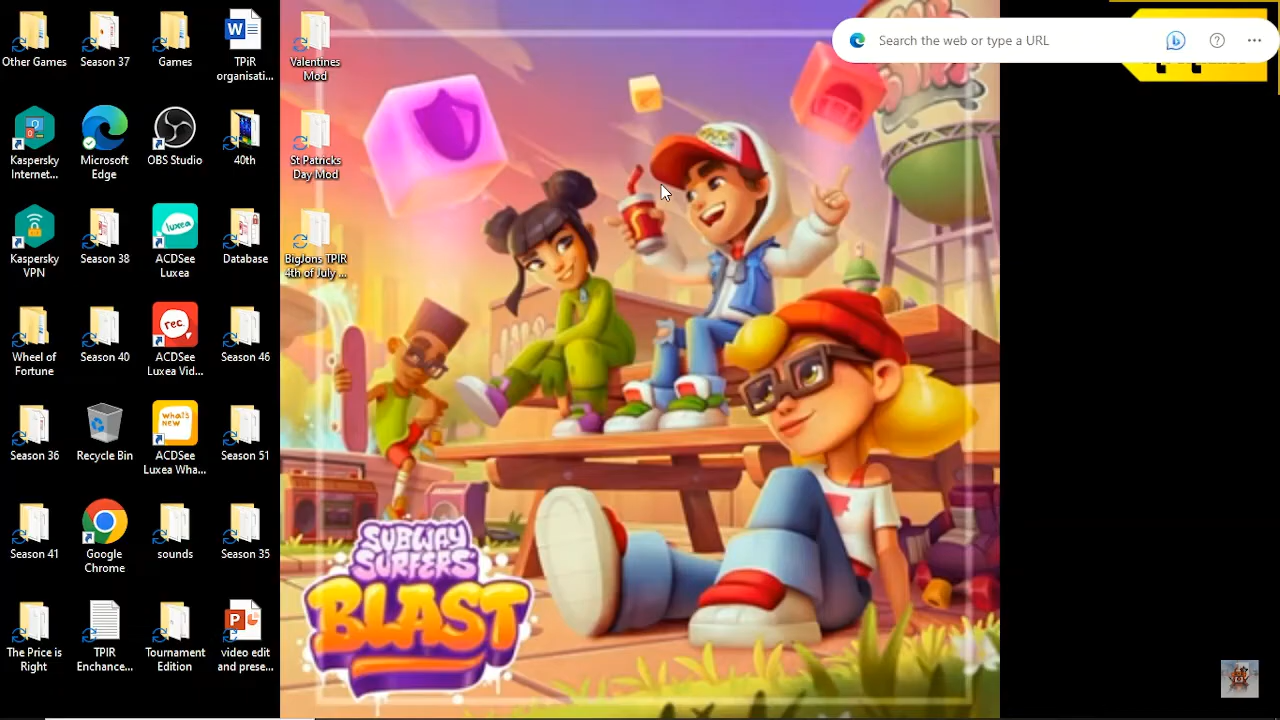 Other Games
Season 37
Games
TPiR
organisati...
Valentines
Mod
Search the web or type a URL
Kaspersky
Internet...
Microsoft
Edge
OBS Studio
40th
St Patricks
Day Mod
Kaspersky
VPN
Season 38
luxea
ACDSee
Luxea
Database
BigJons TPIR
4th of July ...
Wheel of
Fortune
Season 40
rec
ACDSee
Luxea Vid...
Season 46
Season 36
Recycle Bin
what's
new
ACDSee
Luxea Wha...
Season 51
Season 41
Google
Chrome
sounds
Season 35
The Price is
Right
TPIR
Enchance...
Tournament
Edition
video edit
and prese...
SUBWAY
SURFERS
BLAST